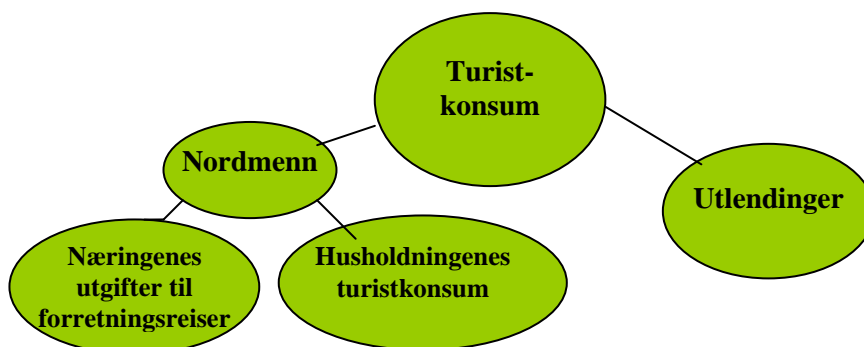 Turist-
konsum
Nordmenn
Utlendinger
Næringenes
utgifter til
forretningsreiser
Husholdningenes
turistkonsum